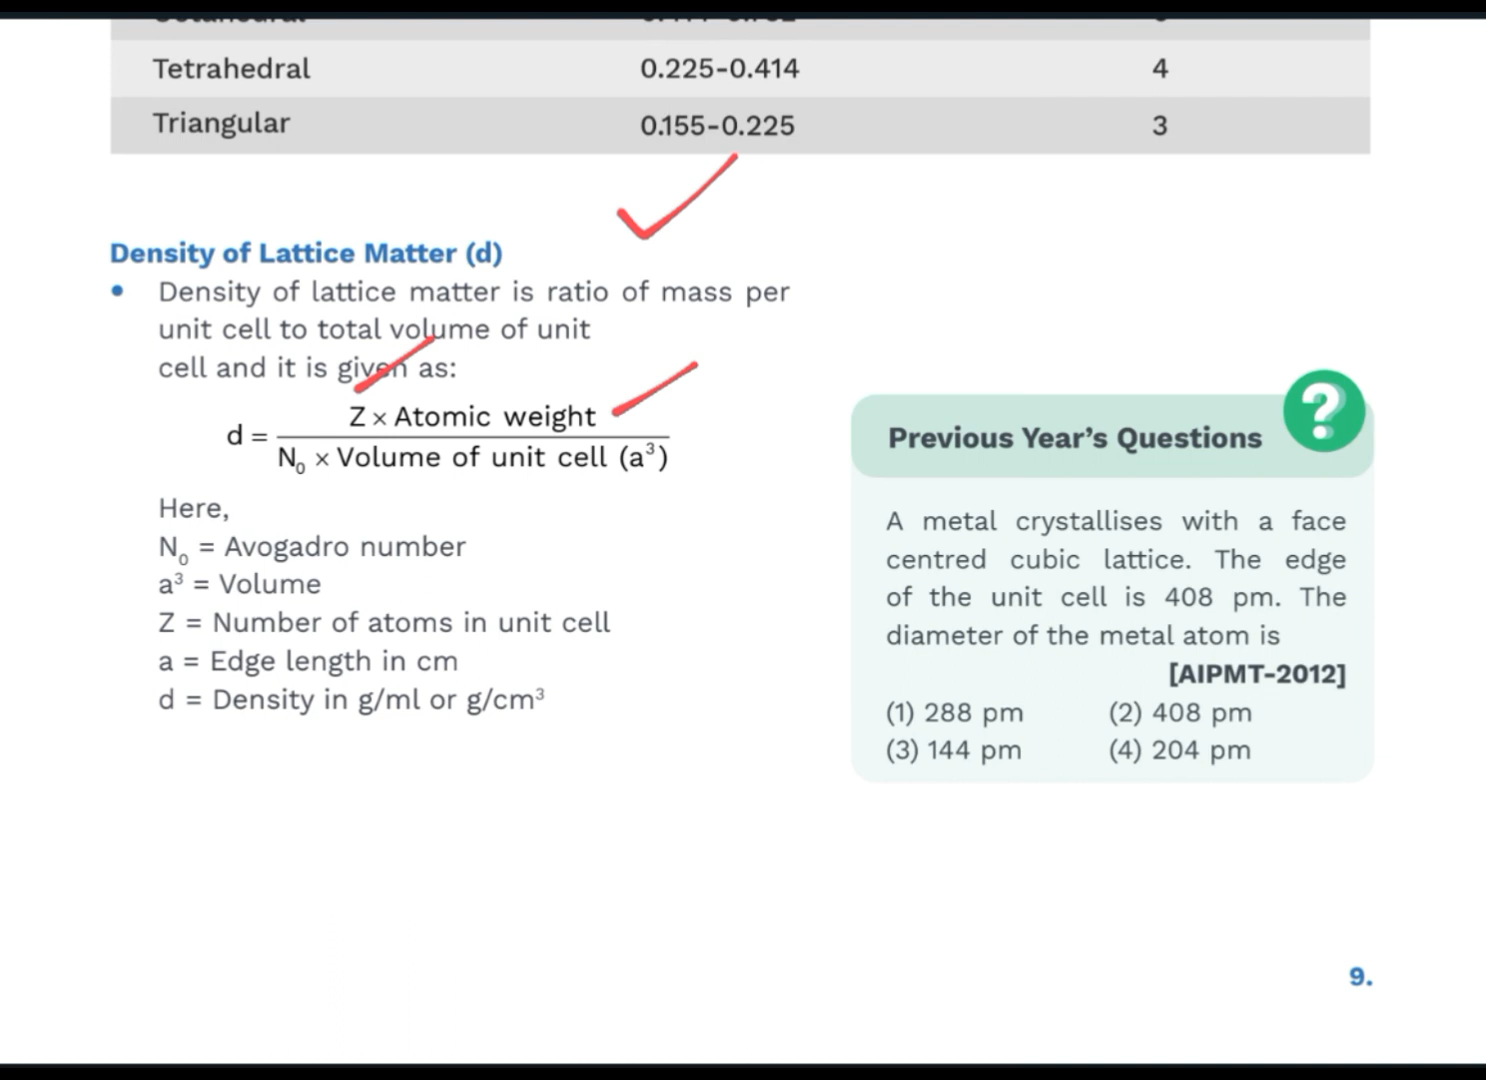 Tetrahedral 0.225-0.414 4
Triangular 0.155-0.225 3
Density of Lattice Matter (d)
• Density of lattice matter is ratio of mass per
unit cell to total volume of unit
cell and it is given as:
d = Z × Atomic weight / N₀ × Volume of unit cell (a³)
Here,
N₀ = Avogadro number
a³ = Volume
Z = Number of atoms in unit cell
a = Edge length in cm
d = Density in g/ml or g/cm³
?
Previous Year's Questions
A metal crystallises with a face
centred cubic lattice. The edge
of the unit cell is 408 pm. The
diameter of the metal atom is
[AIPMT-2012]
(1) 288 pm (2) 408 pm
(3) 144 pm (4) 204 pm
9.